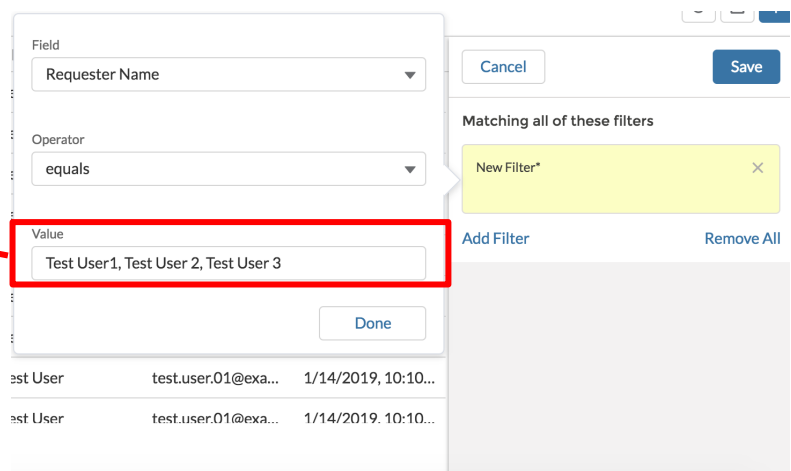 Field
Requester Name
Operator
equals
Value
Test User1, Test User 2, Test User 3
Done
Cancel
Save
Matching all of these filters
New Filter*
Add Filter
Remove All
est User test.user.01@exa... 1/14/2019, 10:10...
est User test.user.01@exa... 1/14/2019, 10:10...